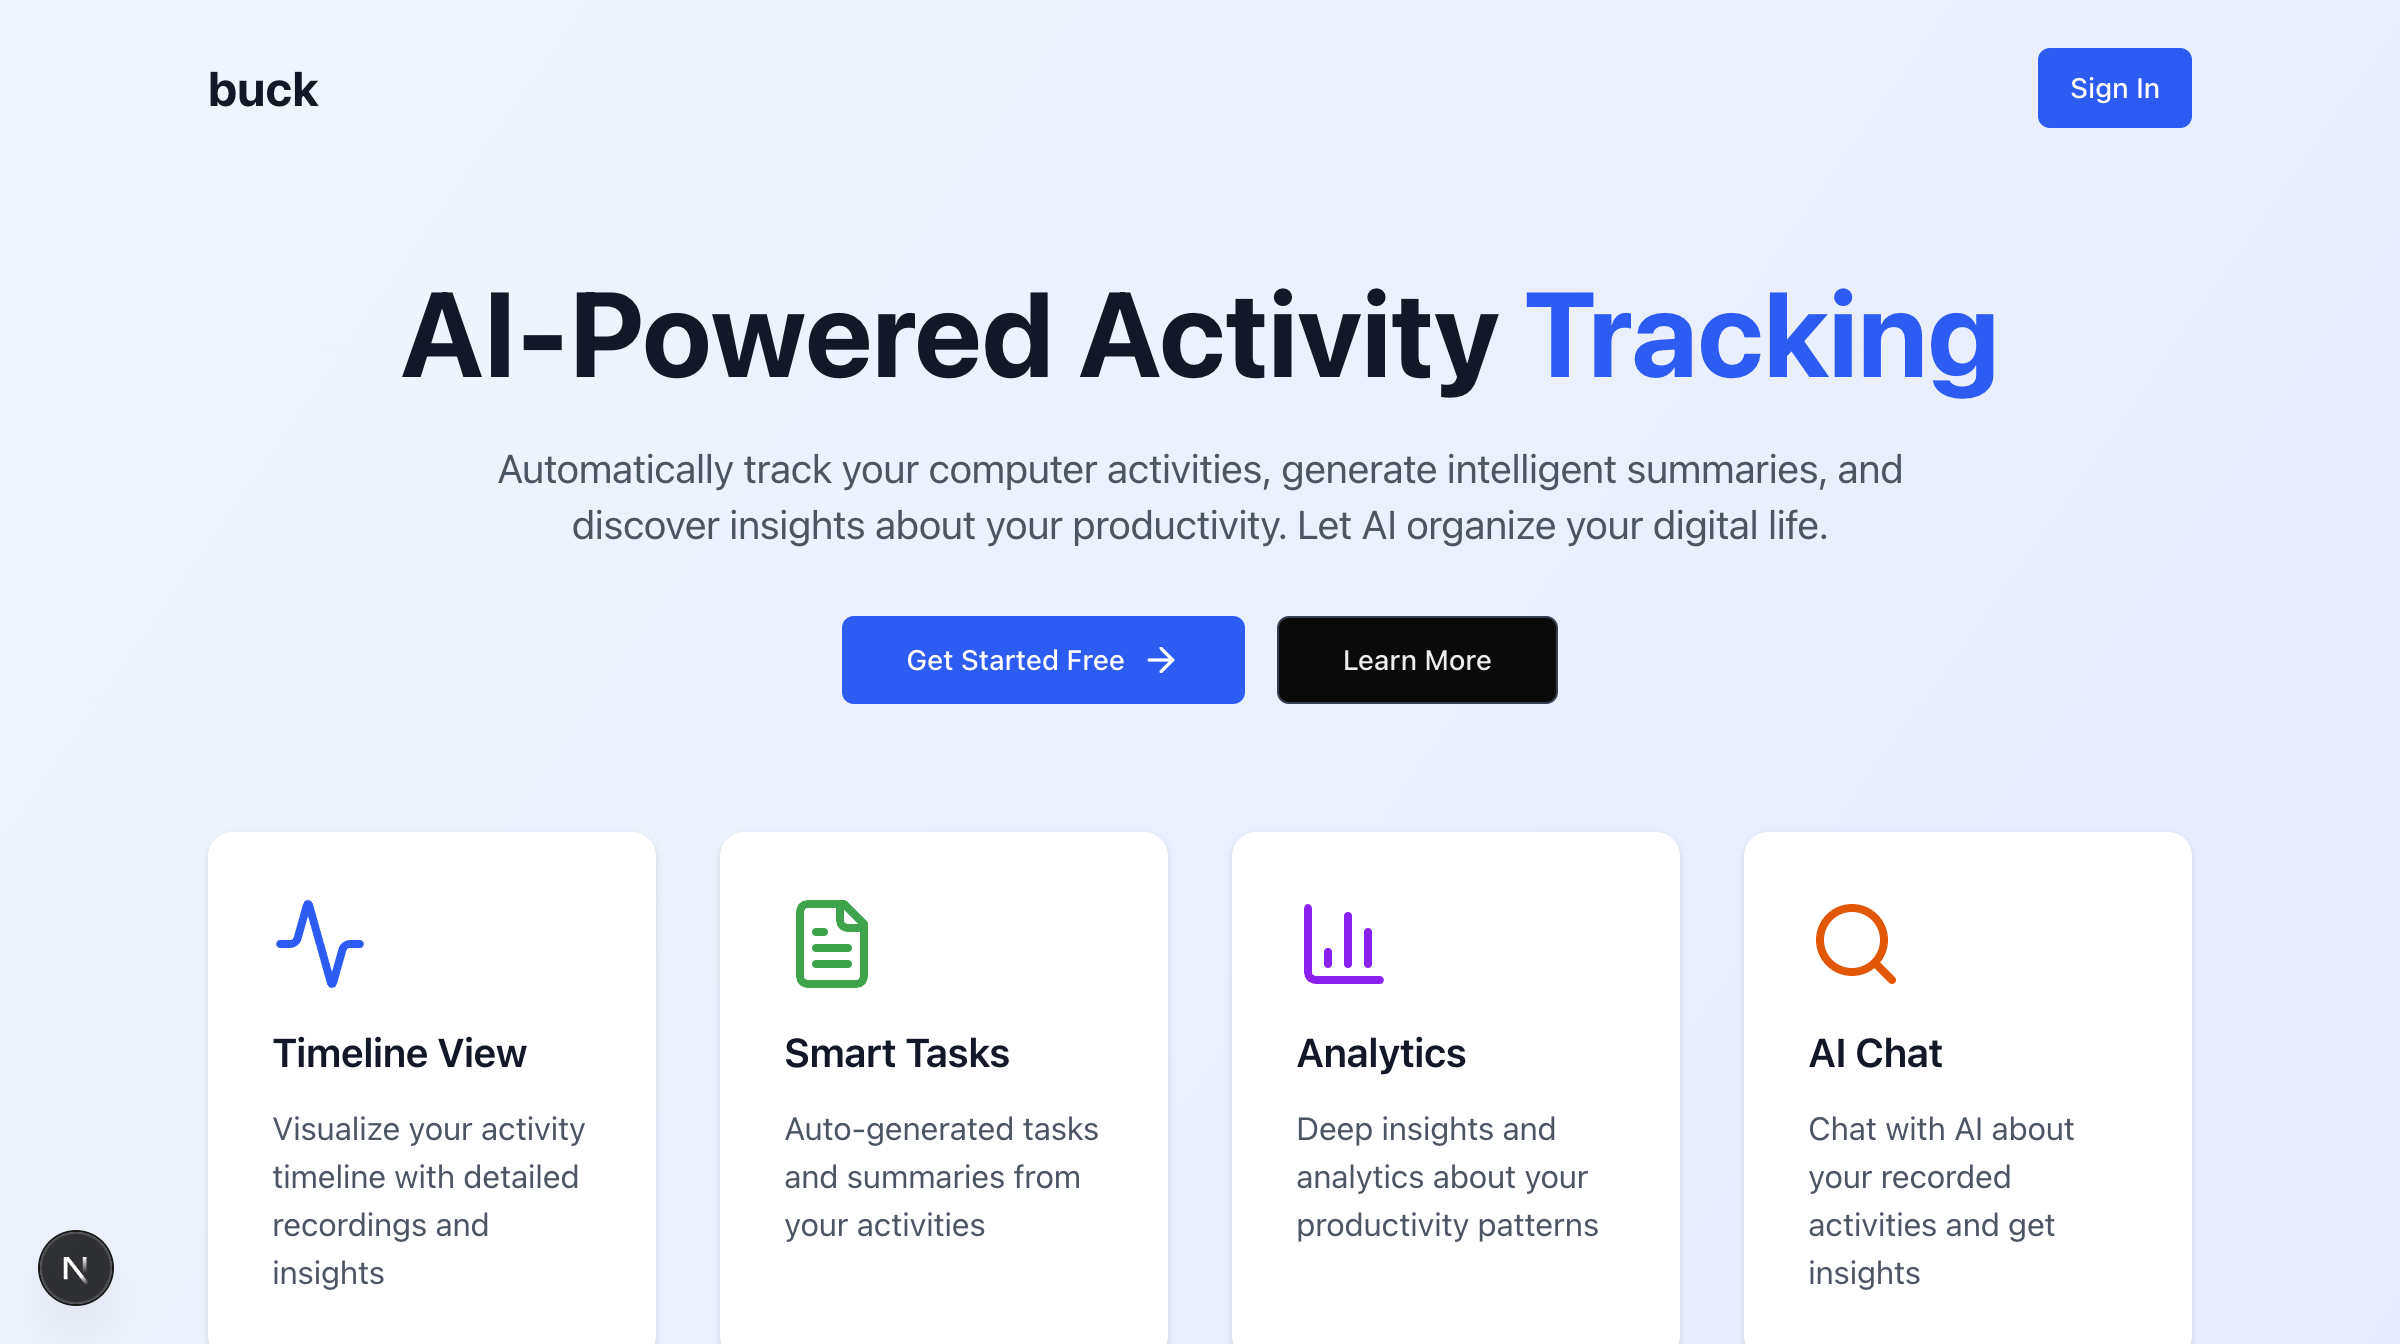 buck
Sign In
AI-Powered Activity Tracking
Automatically track your computer activities, generate intelligent summaries, and
discover insights about your productivity. Let AI organize your digital life.
Get Started Free
Learn More
Timeline View
Visualize your activity
timeline with detailed
recordings and
insights
Smart Tasks
Auto-generated tasks
and summaries from
your activities
Analytics
Deep insights and
analytics about your
productivity patterns
AI Chat
Chat with AI about
your recorded
activities and get
insights
N